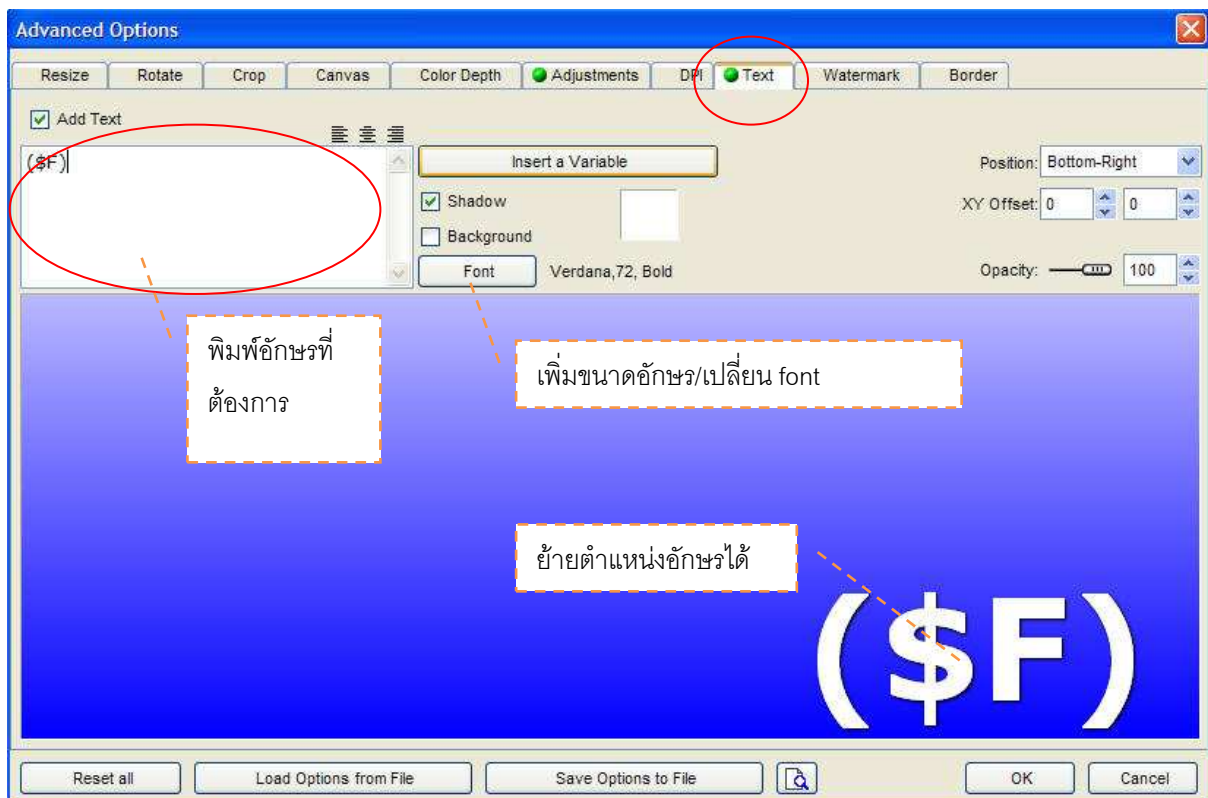 Advanced Options
Resize Rotate Crop Canvas Color Depth Adjustments DPI Text Watermark Border
Add Text
($F)
Insert a Variable
Position: Bottom-Right
Shadow
XY Offset: 0 0
Background
Font Verdana,72, Bold
Opacity: 100
พิมพ์อักษรที่
ต้องการ
เพิ่มขนาดอักษร/เปลี่ยน font
ย้ายตำแหน่งอักษรได้
($F)
Reset all Load Options from File Save Options to File OK Cancel